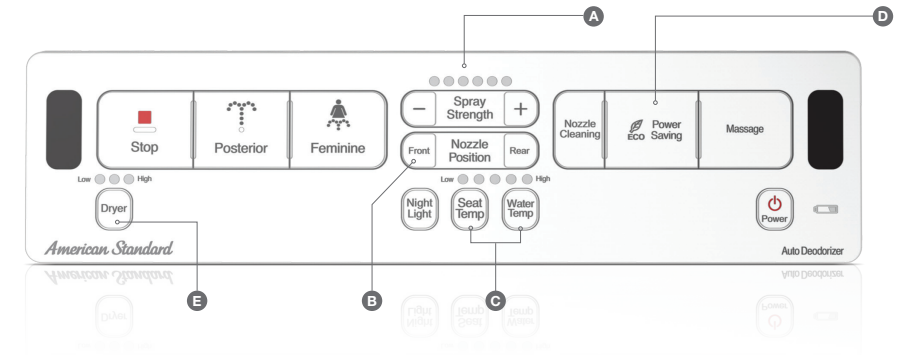 A
D
Stop
Posterior
Feminine
− Spray
Strength +
Front
Nozzle
Position
Rear
Nozzle
Cleaning
ECO
Power
Saving
Massage
Low
High
Dryer
Low
High
Night
Light
Seat
Temp
Water
Temp
Power
American Standard
Auto Deodorizer
E
B
C